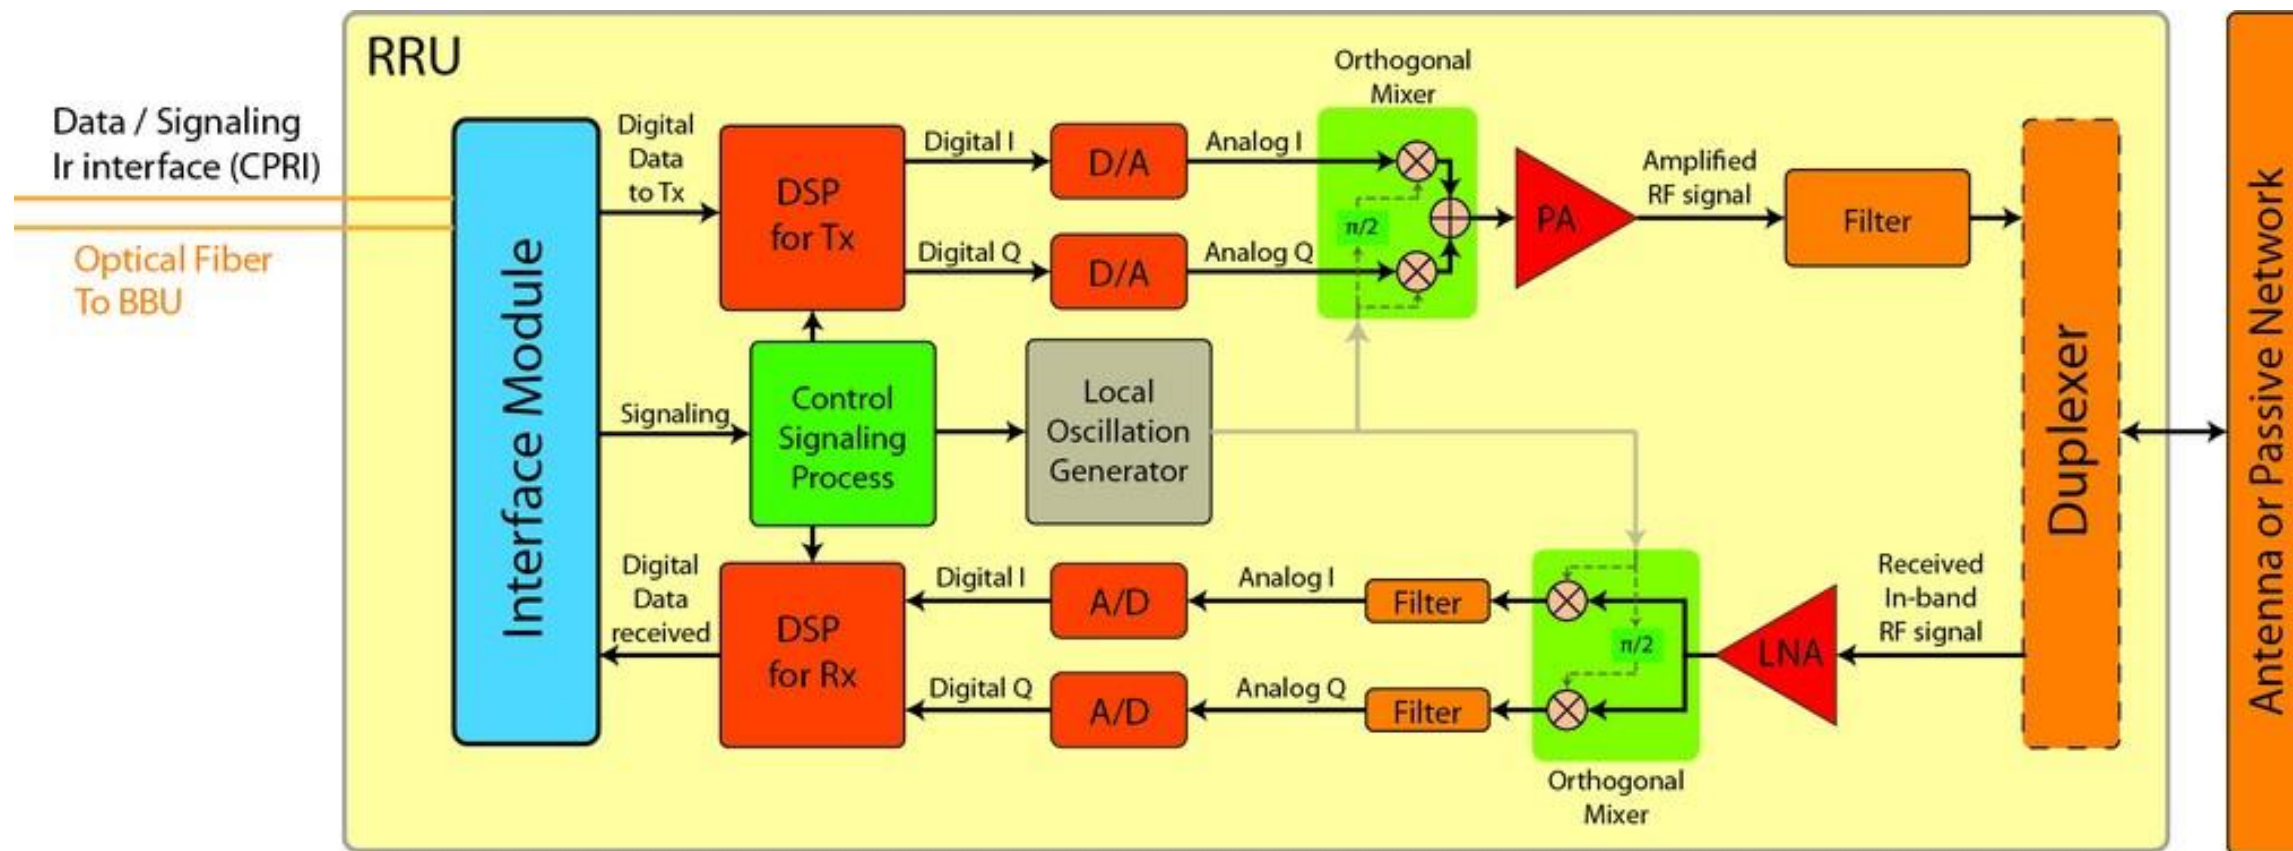 RRU
Data / Signaling
Ir interface (CPRI)
Optical Fiber
To BBU
Interface Module
Digital
Data
to Tx
DSP
for Tx
Digital I
D/A
Analog I
Digital Q
D/A
Analog Q
Orthogonal
Mixer
π/2
PA
Amplified
RF signal
Filter
Duplexer
Antenna or Passive Network
Signaling
Control
Signaling
Process
Local
Oscillation
Generator
Digital
Data
received
DSP
for Rx
Digital I
A/D
Analog I
Filter
Digital Q
A/D
Analog Q
Filter
π/2
Orthogonal
Mixer
LNA
Received
In-band
RF signal